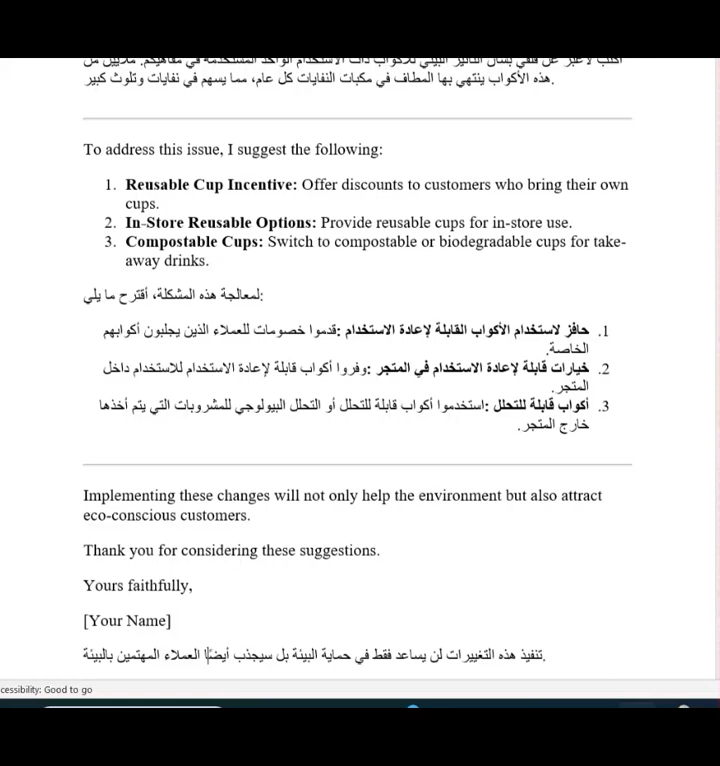 هذه الأكواب ينتهي بها المطاف في مكبات النفايات كل عام، مما يسهم في نفايات وتلوث كبير.
To address this issue, I suggest the following:
1. Reusable Cup Incentive: Offer discounts to customers who bring their own
cups.
2. In-Store Reusable Options: Provide reusable cups for in-store use.
3. Compostable Cups: Switch to compostable or biodegradable cups for take-
away drinks.
لمعالجة هذه المشكلة، أقترح ما يلي:
1. حافز لاستخدام الأكواب القابلة لإعادة الاستخدام: قدموا خصومات للعملاء الذين يجلبون أكوابهم
الخاصة.
2. خيارات قابلة لإعادة الاستخدام في المتجر: وفروا أكواب قابلة لإعادة الاستخدام للاستخدام داخل
المتجر.
3. أكواب قابلة للتحلل: استخدموا أكواب قابلة للتحلل أو التحلل البيولوجي للمشروبات التي يتم أخذها
خارج المتجر.
Implementing these changes will not only help the environment but also attract
eco-conscious customers.
Thank you for considering these suggestions.
Yours faithfully,
[Your Name]
تنفيذ هذه التغييرات لن يساعد فقط في حماية البيئة بل سيجذب أيضًا العملاء المهتمين بالبيئة.
cessibility: Good to go